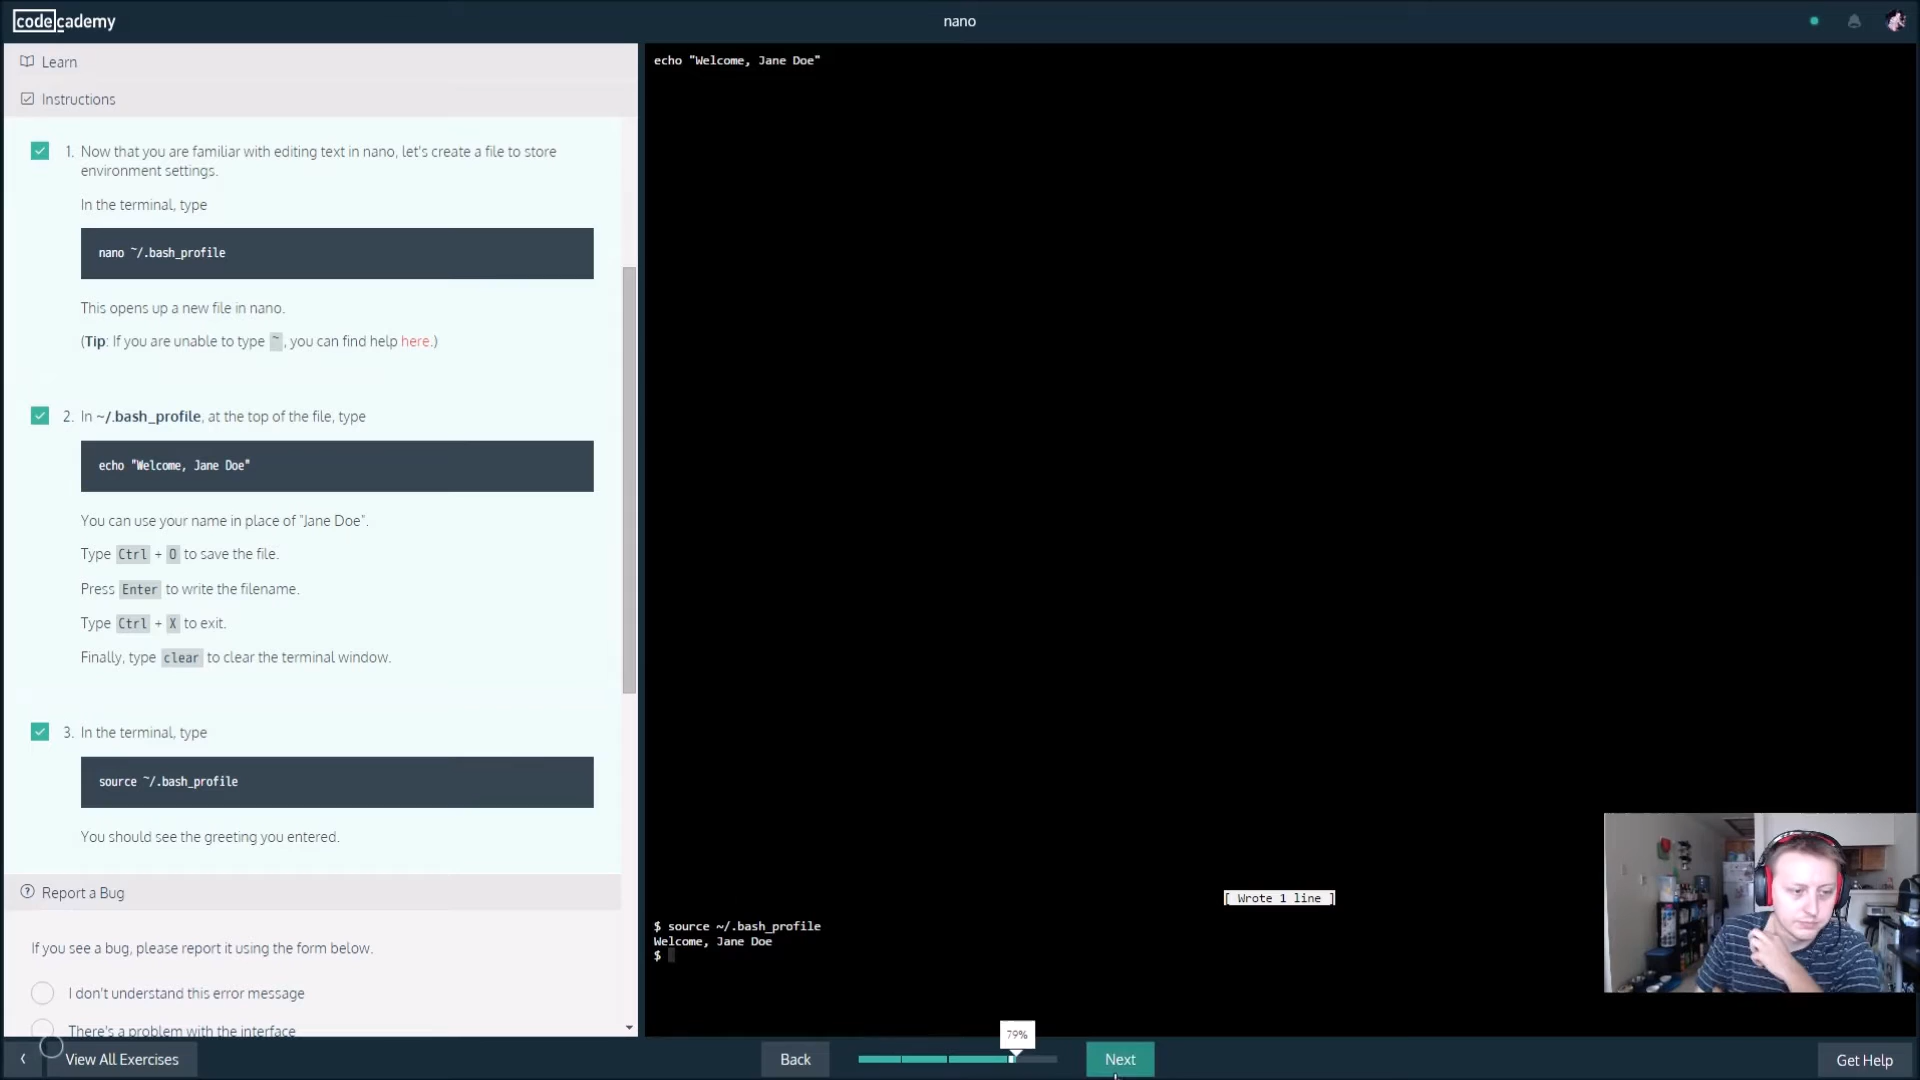 codecademy
nano
Learn
Instructions
1. Now that you are familiar with editing text in nano, let's create a file to store
environment settings.
In the terminal, type
nano ~/.bash_profile
This opens up a new file in nano.
(Tip: If you are unable to type ~, you can find help here.)
2. In ~/.bash_profile, at the top of the file, type
echo "Welcome, Jane Doe"
You can use your name in place of "Jane Doe".
Type Ctrl + O to save the file.
Press Enter to write the filename.
Type Ctrl + X to exit.
Finally, type clear to clear the terminal window.
3. In the terminal, type
source ~/.bash_profile
You should see the greeting you entered.
Report a Bug
If you see a bug, please report it using the form below.
I don't understand this error message
There's a problem with the interface
echo "Welcome, Jane Doe"
[ Wrote 1 line ]
$ source ~/.bash_profile
Welcome, Jane Doe
$
79%
View All Exercises
Back
Next
Get Help